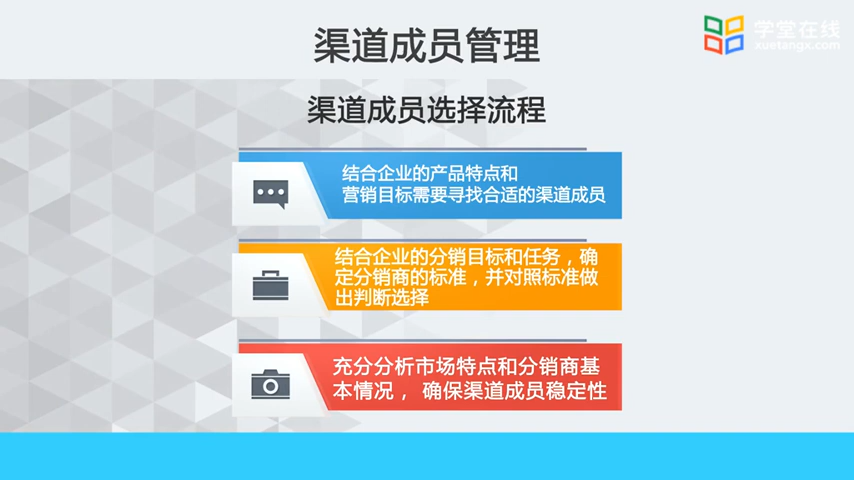 学堂在线
xuetangx.com
渠道成员管理
渠道成员选择流程
结合企业的产品特点和
营销目标需要寻找合适的渠道成员
结合企业的分销目标和任务，确
定分销商的标准，并对照标准做
出判断选择
充分分析市场特点和分销商基
本情况， 确保渠道成员稳定性